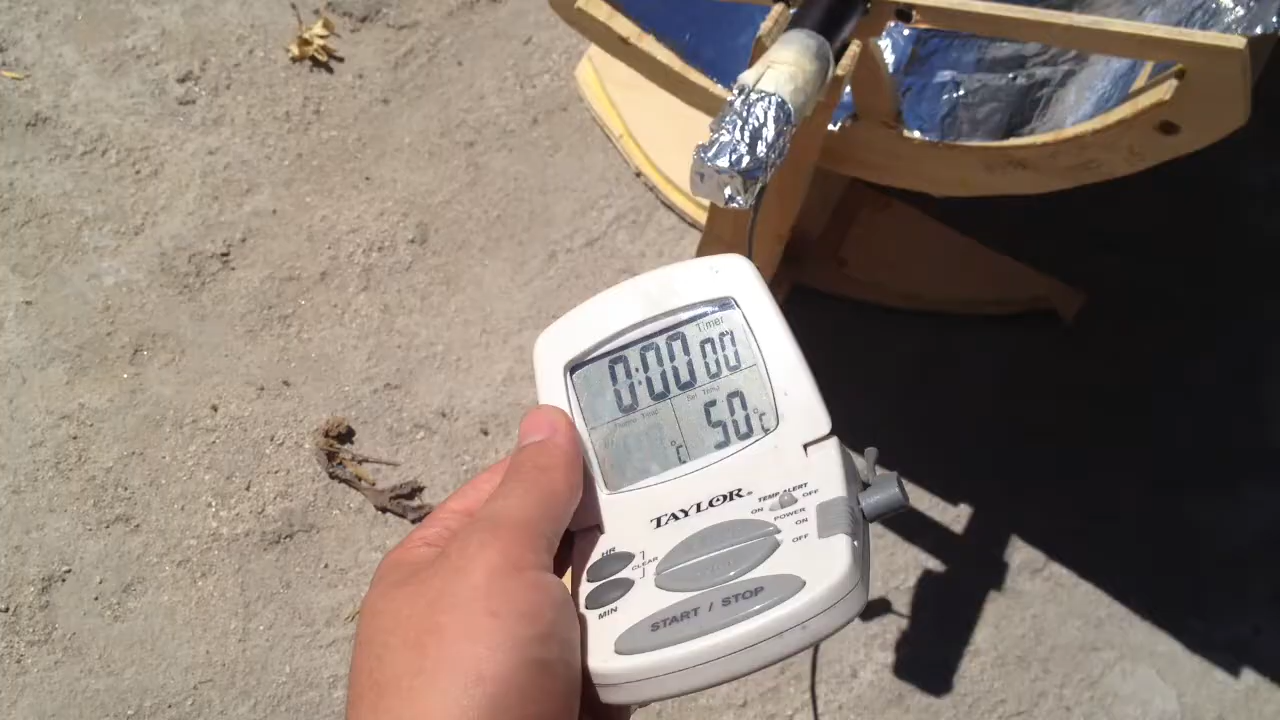 Timer
0:00 00
Set Temp
50°C
°C
TAYLOR
TEMP ALERT
ON OFF
POWER
ON
OFF
HR
CLEAR
MIN
START / STOP